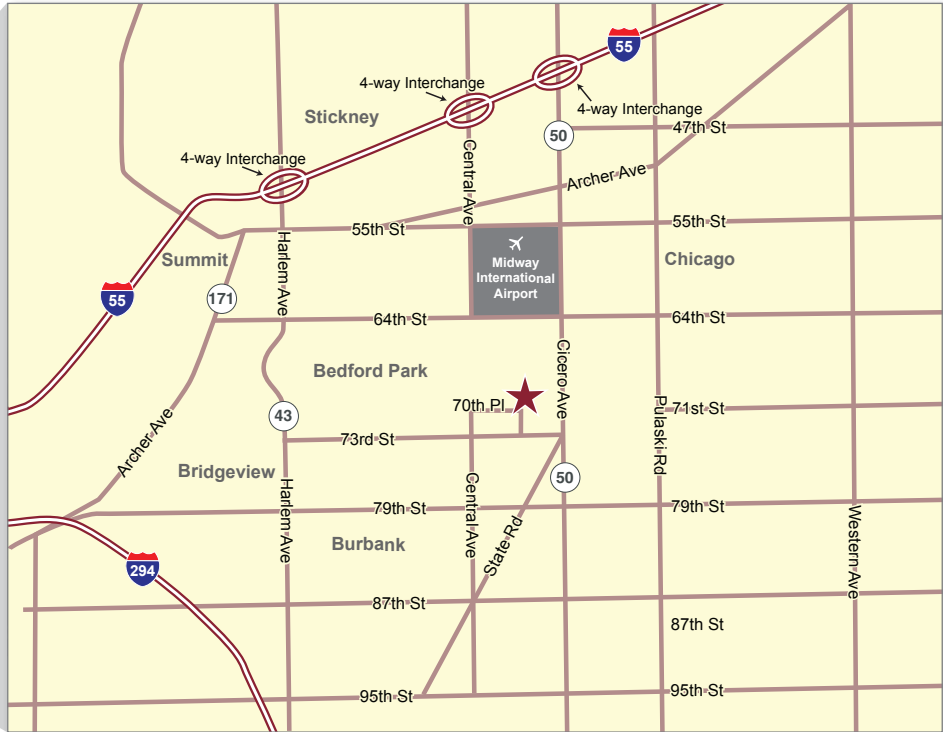 55
4-way Interchange
4-way Interchange
Stickney
47th St
50
4-way Interchange
Central Ave
Archer Ave
55th St
55th St
Harlem Ave
Summit
Midway
International
Airport
Chicago
55
171
64th St
64th St
Cicero Ave
Bedford Park
70th Pl
71st St
Pulaski Rd
43
73rd St
Archer Ave
Bridgeview
50
Harlem Ave
Central Ave
79th St
79th St
State Rd
Western Ave
Burbank
294
87th St
87th St
95th St
95th St